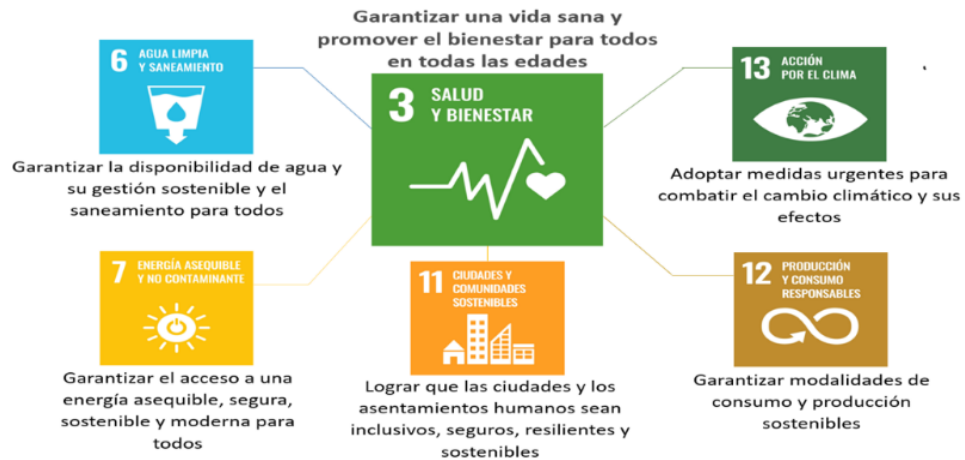 Garantizar una vida sana y
promover el bienestar para todos
en todas las edades
6 AGUA LIMPIA
Y SANEAMIENTO
Garantizar la disponibilidad de agua y
su gestión sostenible y el
saneamiento para todos
3 SALUD
Y BIENESTAR
13 ACCIÓN
POR EL CLIMA
Adoptar medidas urgentes para
combatir el cambio climático y sus
efectos
7 ENERGÍA ASEQUIBLE
Y NO CONTAMINANTE
Garantizar el acceso a una
energía asequible, segura,
sostenible y moderna para
todos
11 CIUDADES Y
COMUNIDADES
SOSTENIBLES
Lograr que las ciudades y los
asentamientos humanos sean
inclusivos, seguros, resilientes y
sostenibles
12 PRODUCCIÓN
Y CONSUMO
RESPONSABLES
Garantizar modalidades de
consumo y producción
sostenibles